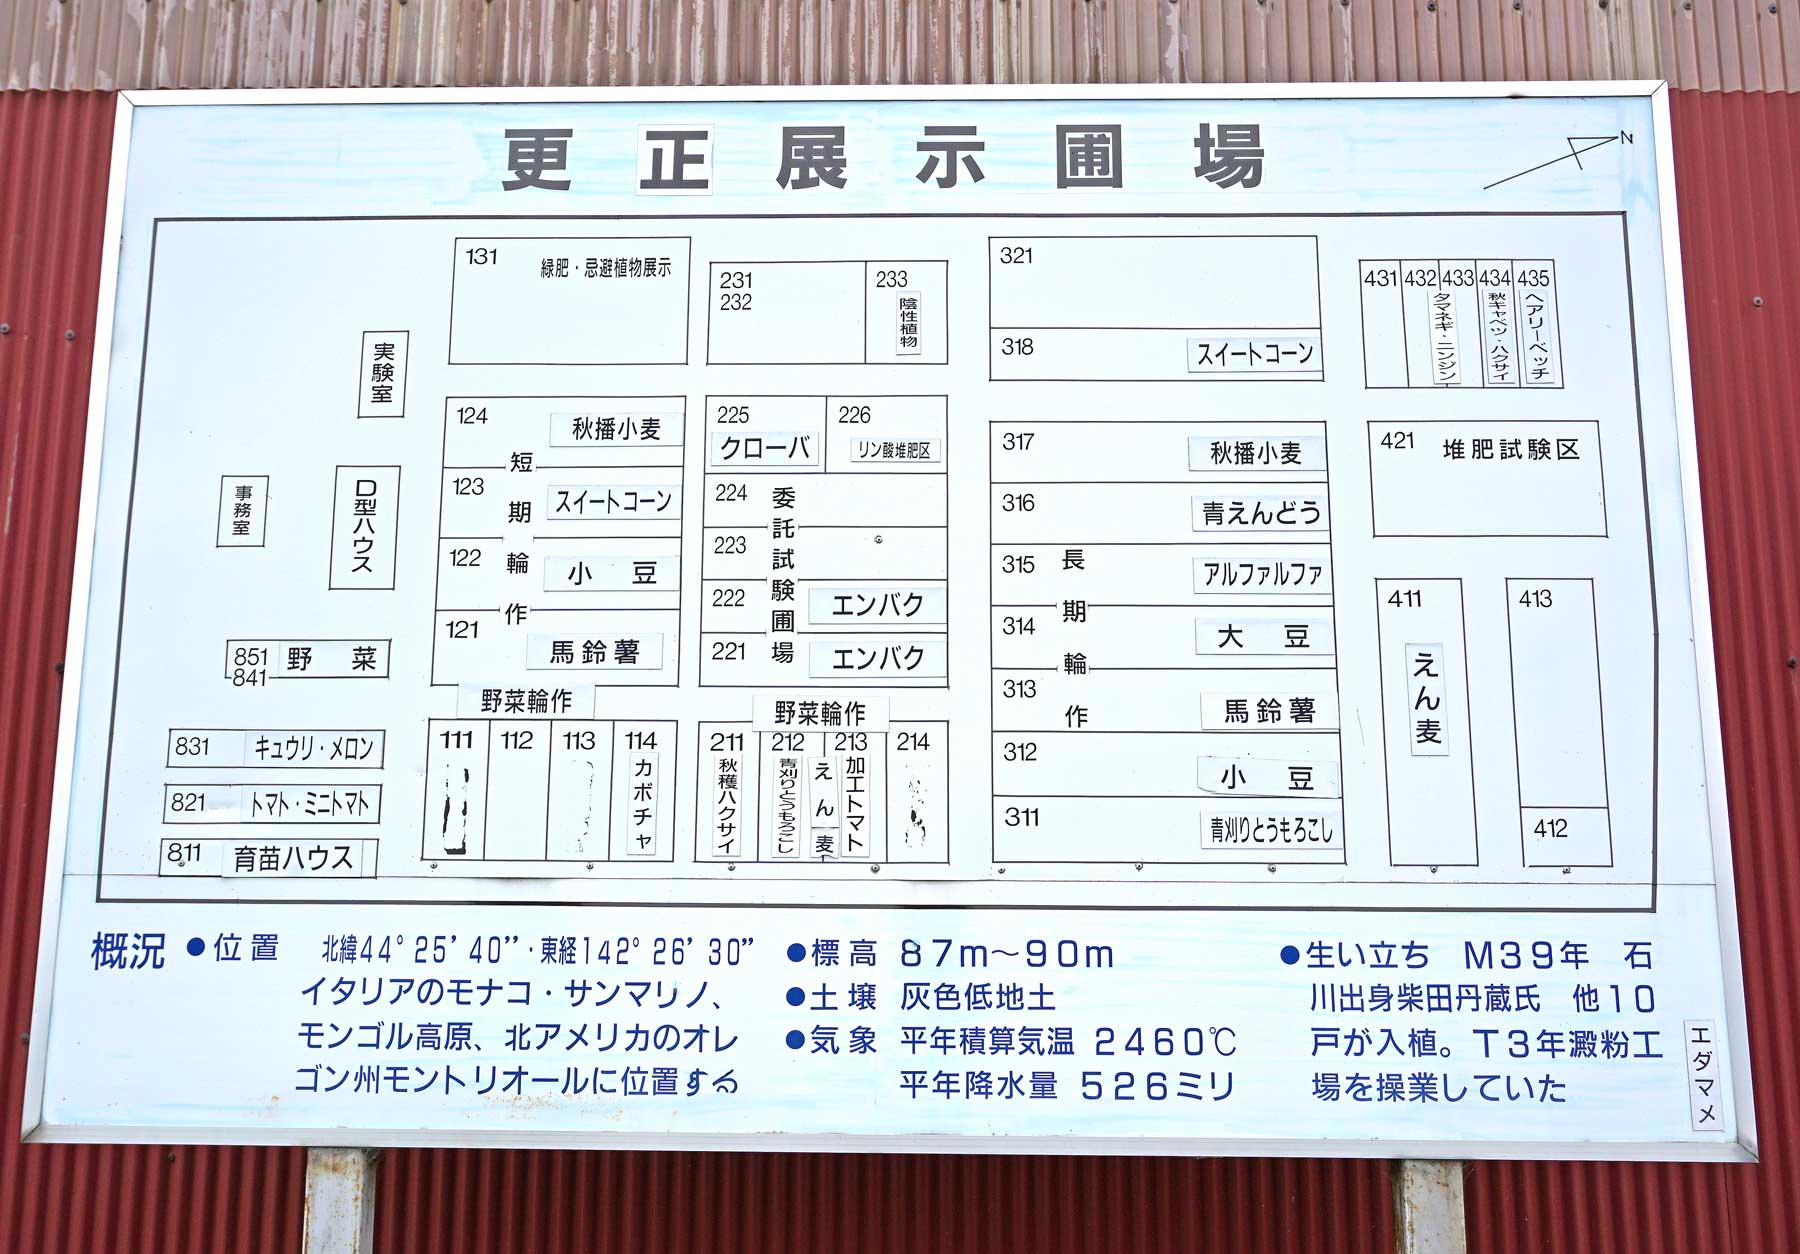 更正展示圃場
N
131 緑肥・忌避植物展示
231
232
233
陰性植物
321
318 スイートコーン
431 432 433 434 435
タマネギ・ニンジン
秋キャベツ・ハクサイ
ヘアリーベッチ
実験室
事務室
D型ハウス
124 秋播小麦
123 スイートコーン
122 小豆
121 馬鈴薯
短期輪作
225 クローバ
226 リン酸堆肥区
224
223
222 エンバク
221 エンバク
委託試験圃場
317 秋播小麦
316 青えんどう
315 アルファルファ
314 大豆
313 馬鈴薯
312 小豆
311 青刈りとうもろこし
長期輪作
421 堆肥試験区
411
えん麦
413
412
851 野菜
841
831 キュウリ・メロン
821 トマト・ミニトマト
811 育苗ハウス
野菜輪作
111 112 113 114
カボチャ
野菜輪作
211 212 213 214
秋穫ハクサイ
青刈りとうもろこし
えん麦
加工トマト
概況
●位置 北緯44°25’40”・東経142°26’30”
イタリアのモナコ・サンマリノ、
モンゴル高原、北アメリカのオレ
ゴン州モントリオールに位置する
●標高 87m～90m
●土壌 灰色低地土
●気象 平年積算気温 2460℃
平年降水量 526ミリ
●生い立ち M39年 石
川出身柴田丹蔵氏 他10
戸が入植。T3年澱粉工
場を操業していた
エダマメ